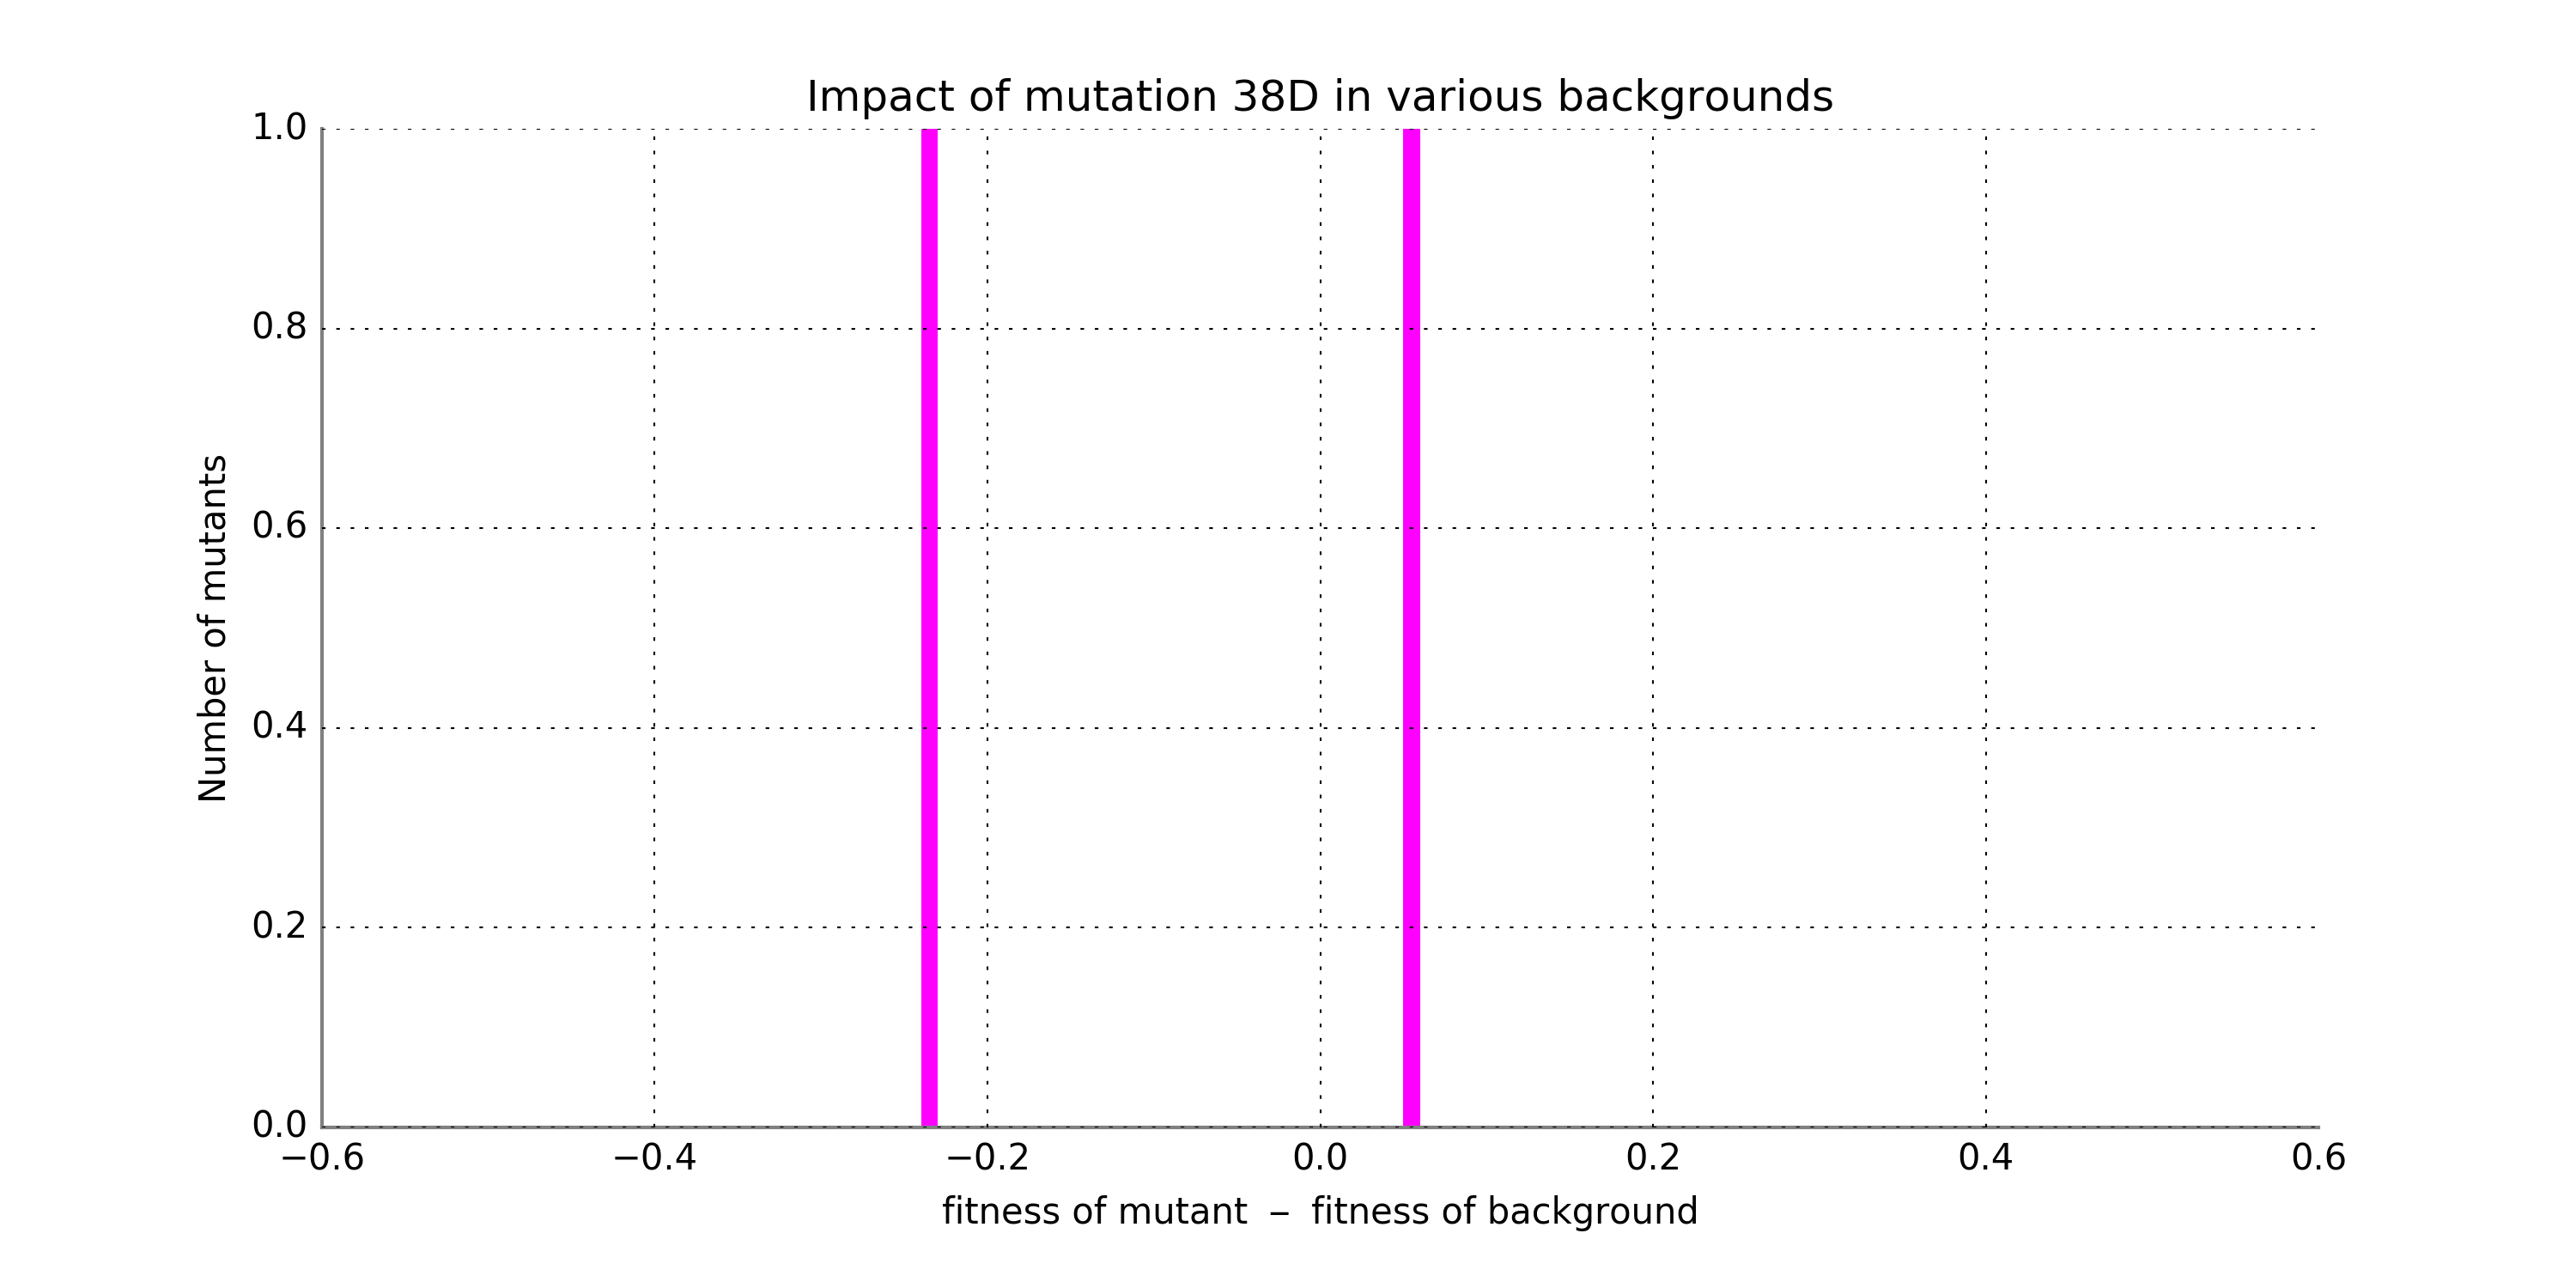 Impact of mutation 38D in various backgrounds
1.0
0.8
0.6
0.4
0.2
0.0
Number of mutants
−0.6 −0.4 −0.2 0.0 0.2 0.4 0.6
fitness of mutant − fitness of background